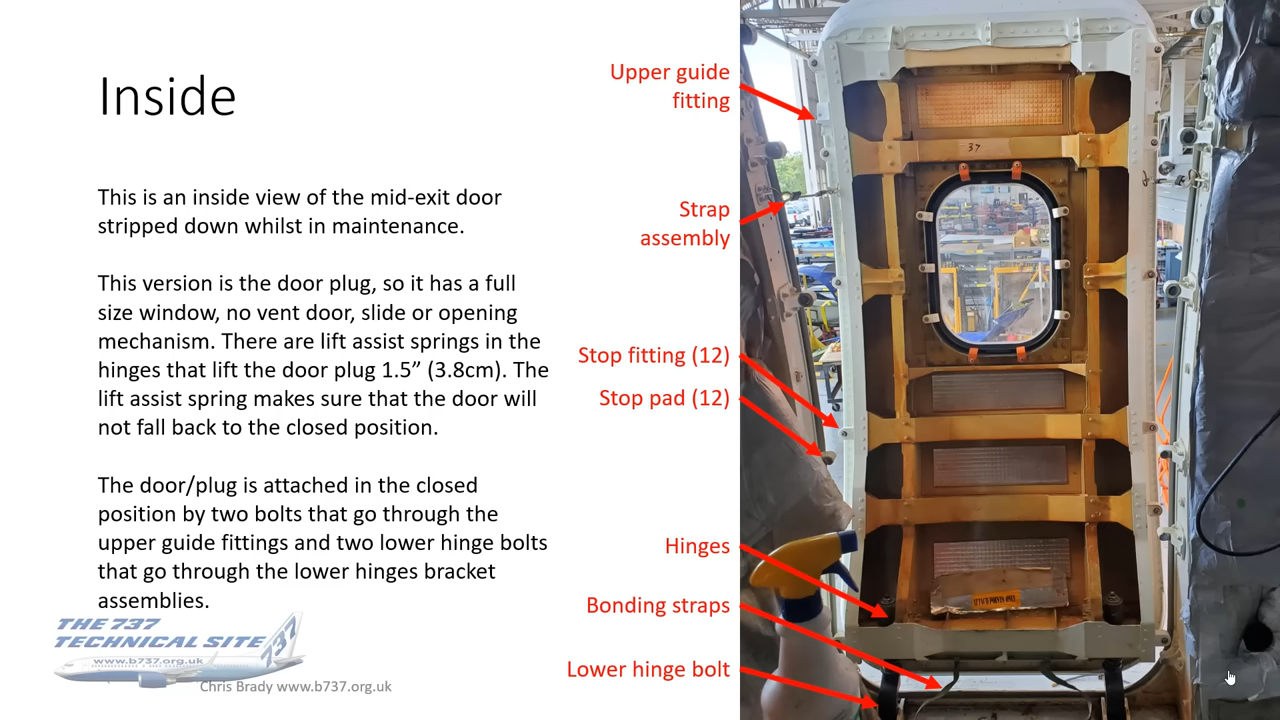 Inside
This is an inside view of the mid-exit door
stripped down whilst in maintenance.
This version is the door plug, so it has a full
size window, no vent door, slide or opening
mechanism. There are lift assist springs in the
hinges that lift the door plug 1.5” (3.8cm). The
lift assist spring makes sure that the door will
not fall back to the closed position.
The door/plug is attached in the closed
position by two bolts that go through the
upper guide fittings and two lower hinge bolts
that go through the lower hinges bracket
assemblies.
THE 737
TECHNICAL SITE
737
www.b737.org.uk
Chris Brady www.b737.org.uk
Upper guide
fitting
Strap
assembly
Stop fitting (12)
Stop pad (12)
Hinges
Bonding straps
Lower hinge bolt
37